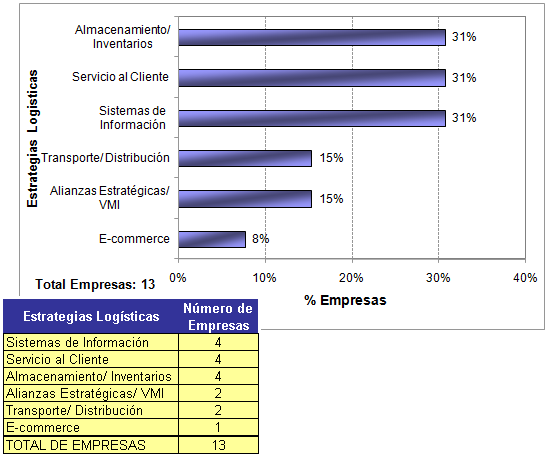 Estrategias Logísticas
Almacenamiento/
Inventarios
31%
Servicio al Cliente
31%
Sistemas de
Información
31%
Transporte/ Distribución
15%
Alianzas Estratégicas/
VMI
15%
E-commerce
8%
0% 10% 20% 30% 40%
Total Empresas: 13
% Empresas
Estrategias Logísticas Número de
Empresas
Sistemas de Información 4
Servicio al Cliente 4
Almacenamiento/ Inventarios 4
Alianzas Estratégicas/ VMI 2
Transporte/ Distribución 2
E-commerce 1
TOTAL DE EMPRESAS 13